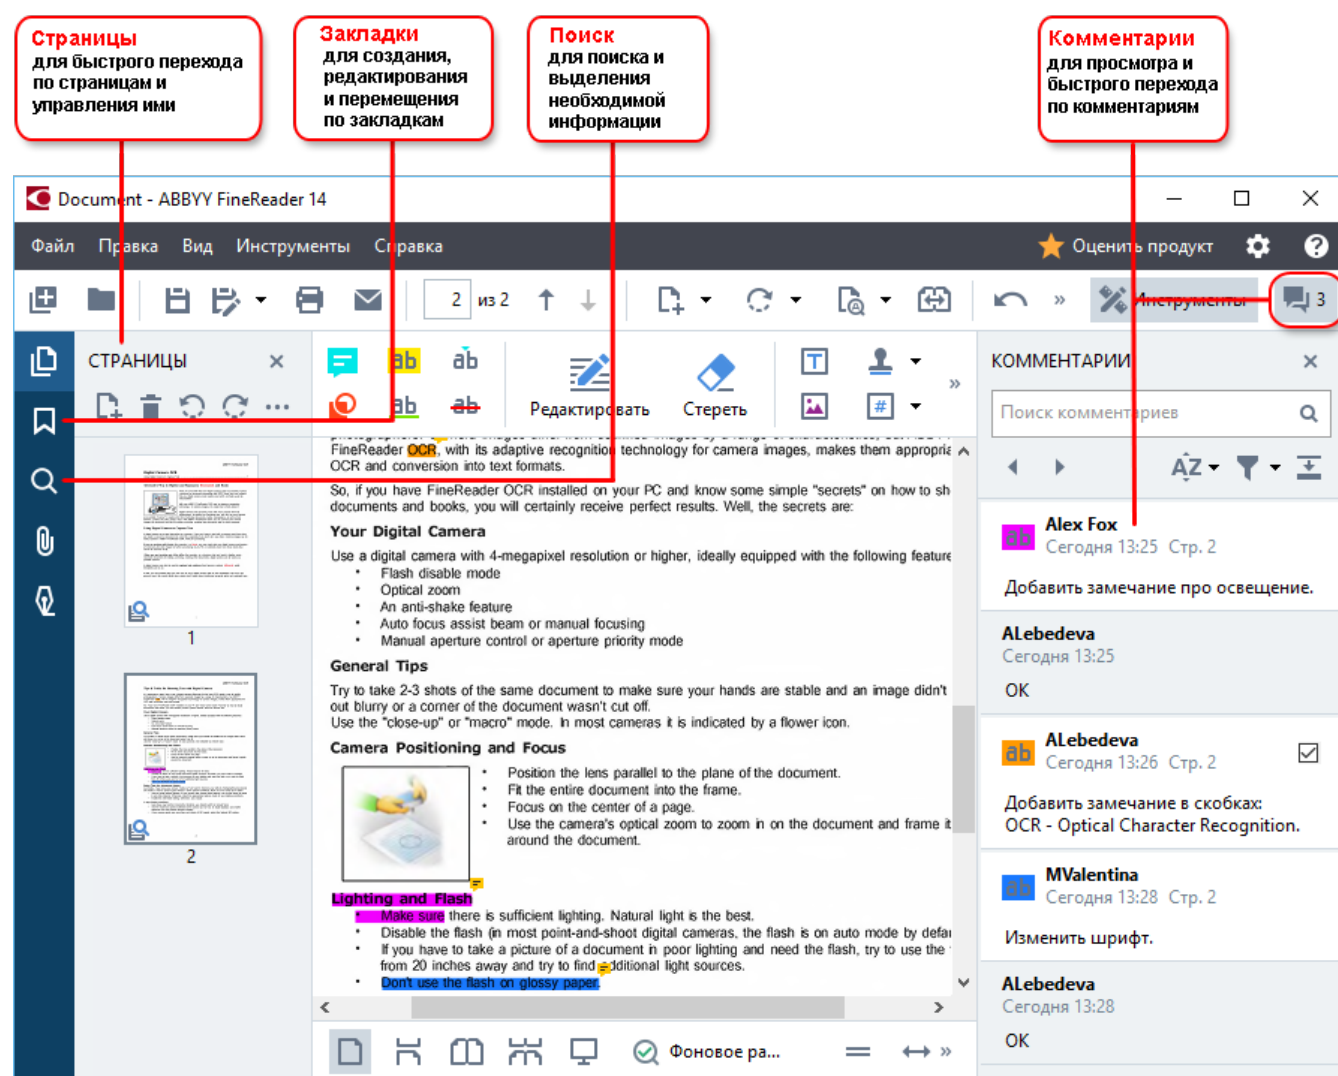 Страницы
для быстрого перехода
по страницам и
управления ими
Закладки
для создания,
редактирования
и перемещения
по закладкам
Поиск
для поиска и
выделения
необходимой
информации
Комментарии
для просмотра и
быстрого перехода
по комментариям
Document - ABBYY FineReader 14
Файл Правка Вид Инструменты Справка
Оценить продукт
2 из 2
Инструменты
3
СТРАНИЦЫ
Редактировать Стереть
КОММЕНТАРИИ
Поиск комментариев
1
2
FineReader OCR, with its adaptive recognition technology for camera images, makes them appropria
OCR and conversion into text formats.
So, if you have FineReader OCR installed on your PC and know some simple "secrets" on how to sh
documents and books, you will certainly receive perfect results. Well, the secrets are:
Your Digital Camera
Use a digital camera with 4-megapixel resolution or higher, ideally equipped with the following feature
• Flash disable mode
• Optical zoom
• An anti-shake feature
• Auto focus assist beam or manual focusing
• Manual aperture control or aperture priority mode
General Tips
Try to take 2-3 shots of the same document to make sure your hands are stable and an image didn't
out blurry or a corner of the document wasn't cut off.
Use the "close-up" or "macro" mode. In most cameras it is indicated by a flower icon.
Camera Positioning and Focus
• Position the lens parallel to the plane of the document.
• Fit the entire document into the frame.
• Focus on the center of a page.
• Use the camera's optical zoom to zoom in on the document and frame it
around the document.
Lighting and Flash
• Make sure there is sufficient lighting. Natural light is the best.
• Disable the flash (in most point-and-shoot digital cameras, the flash is on auto mode by defau
• If you have to take a picture of a document in poor lighting and need the flash, try to use the
from 20 inches away and try to find additional light sources.
• Don't use the flash on glossy paper.
Фоновое ра...
Alex Fox
Сегодня 13:25 Стр. 2
Добавить замечание про освещение.
ALebedeva
Сегодня 13:25
OK
ALebedeva
Сегодня 13:26 Стр. 2
Добавить замечание в скобках:
OCR - Optical Character Recognition.
MValentina
Сегодня 13:28 Стр. 2
Изменить шрифт.
ALebedeva
Сегодня 13:28
OK